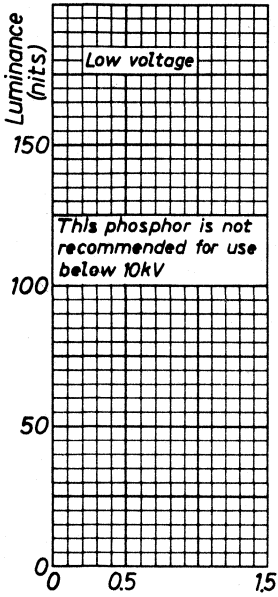 Luminance
(nits)
Low voltage
150
This phosphor is not
recommended for use
below 10kV
100
50
0
0 0.5 1.5